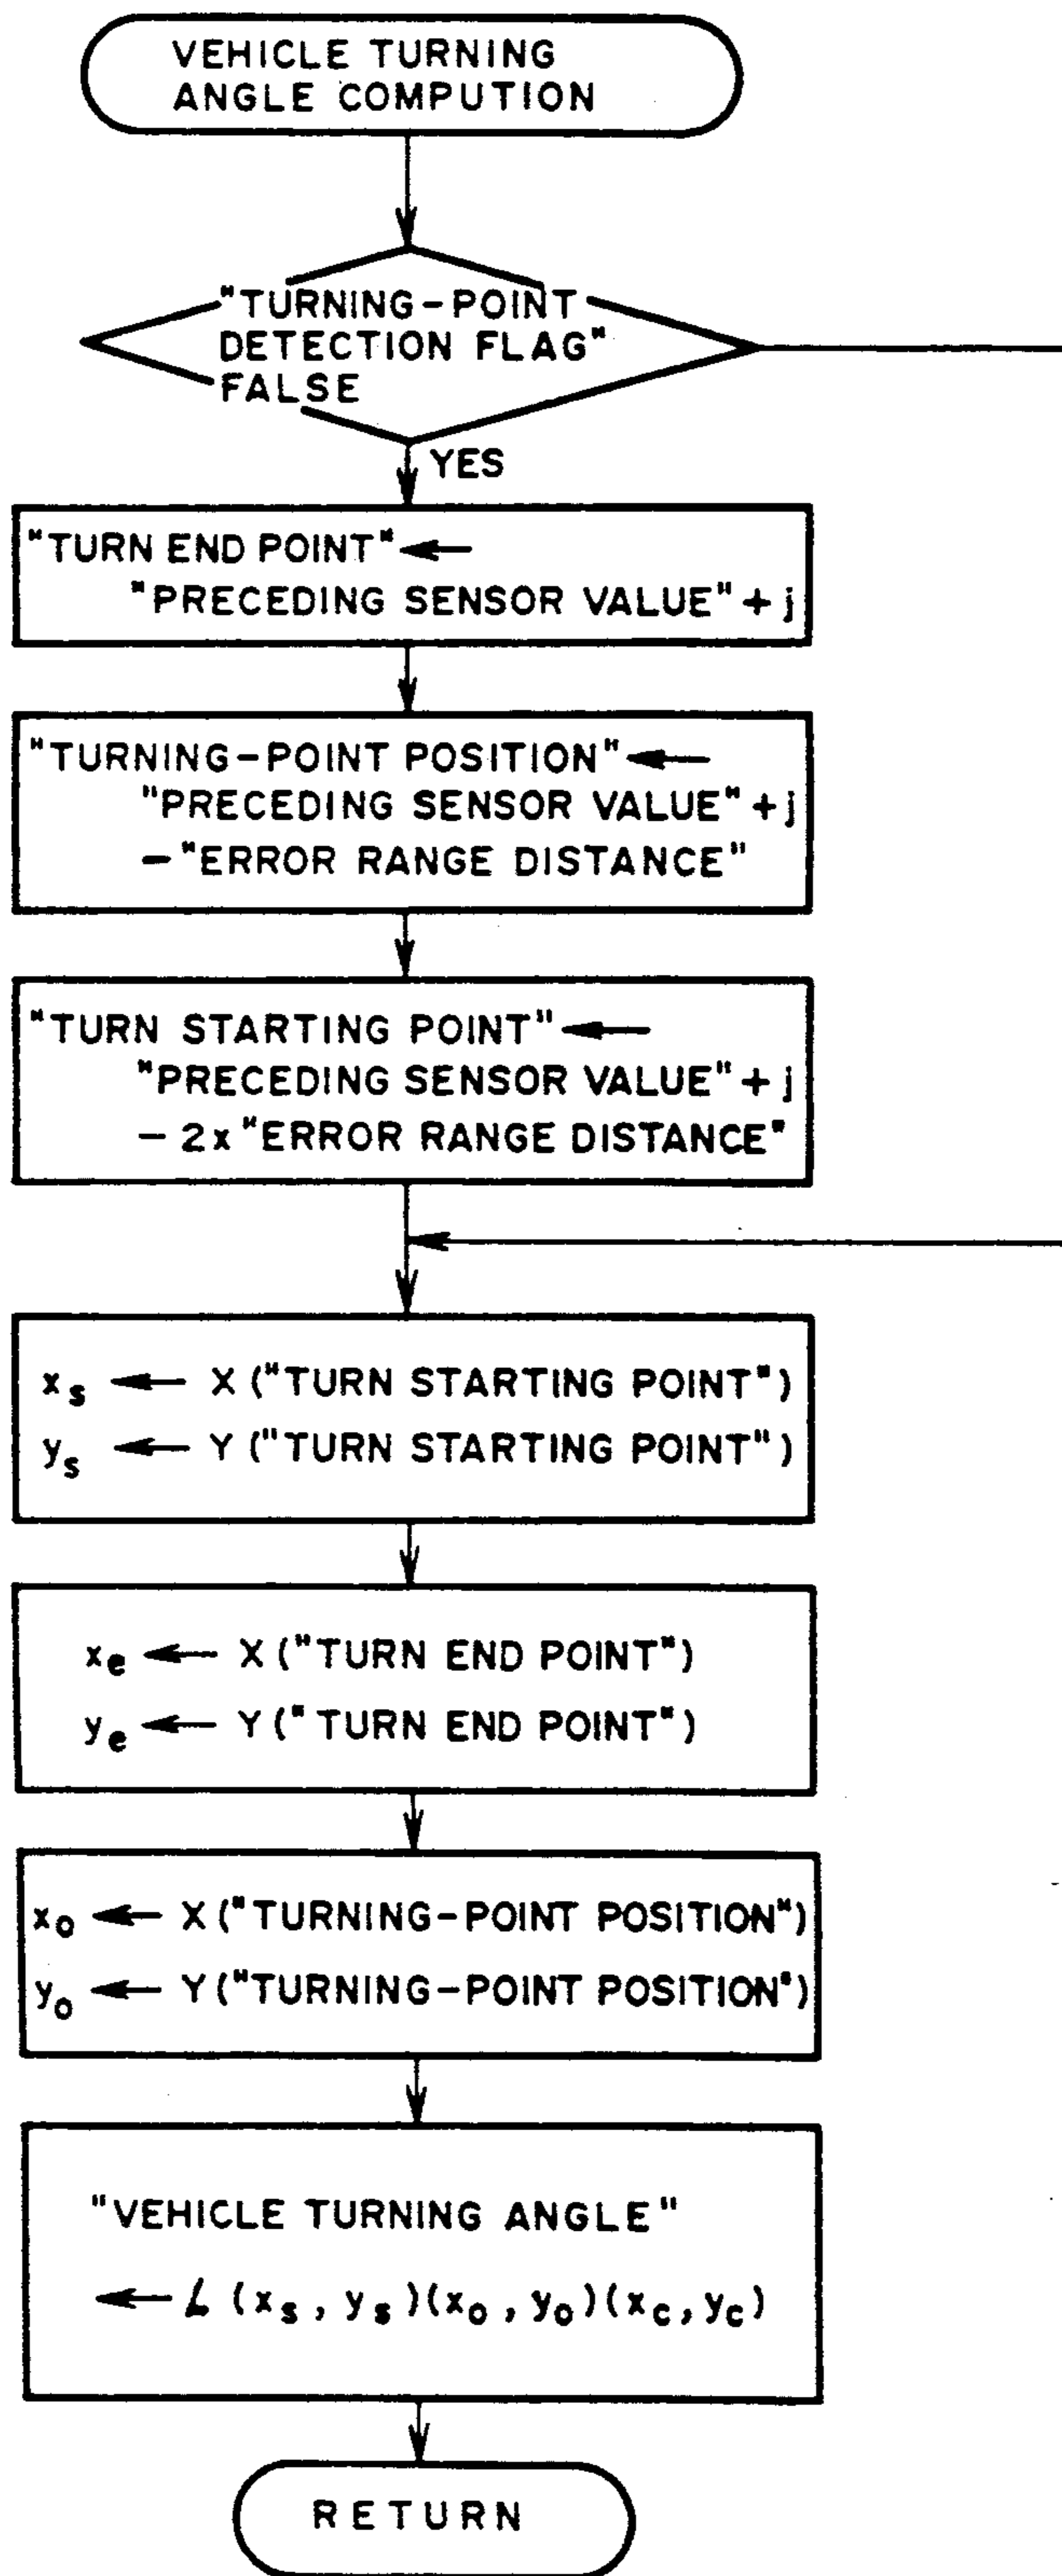 VEHICLE TURNING
ANGLE COMPUTION
"TURNING-POINT
DETECTION FLAG"
FALSE
YES
"TURN END POINT" ←
"PRECEDING SENSOR VALUE" + j
"TURNING-POINT POSITION" ←
"PRECEDING SENSOR VALUE" + j
- "ERROR RANGE DISTANCE"
"TURN STARTING POINT" ←
"PRECEDING SENSOR VALUE" + j
- 2x "ERROR RANGE DISTANCE"
xs ← X ("TURN STARTING POINT")
ys ← Y ("TURN STARTING POINT")
xe ← X ("TURN END POINT")
ye ← Y ("TURN END POINT")
xo ← X ("TURNING-POINT POSITION")
yo ← Y ("TURNING-POINT POSITION")
"VEHICLE TURNING ANGLE"
← ∠ (xs, ys)(xo, yo)(xc, yc)
RETURN